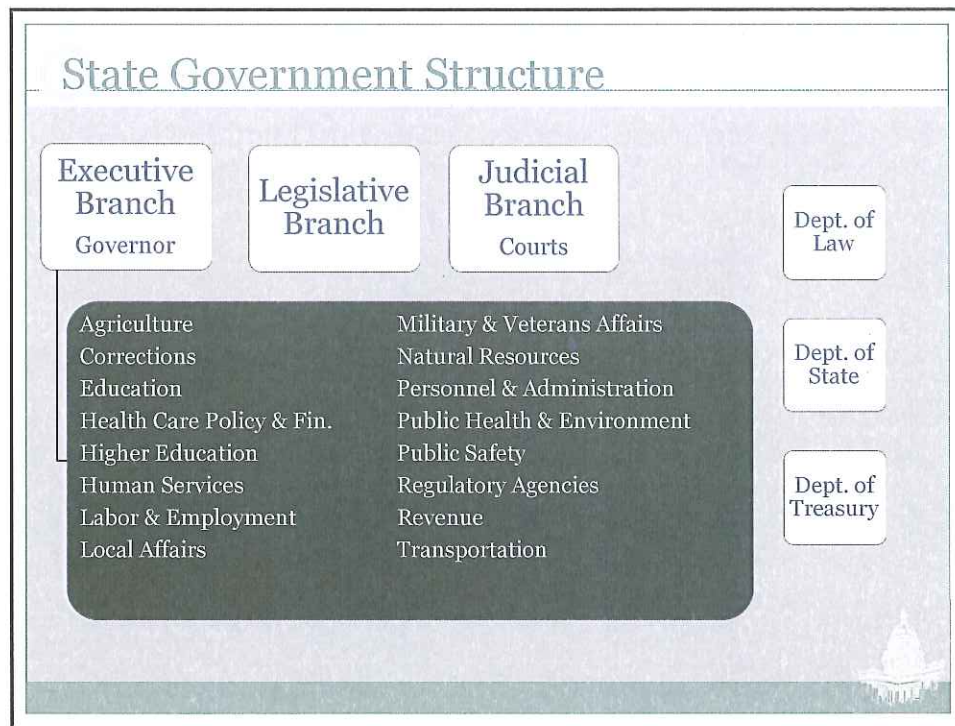 State Government Structure
Executive
Branch
Governor
Legislative
Branch
Judicial
Branch
Courts
Dept. of
Law
Dept. of
State
Dept. of
Treasury
Agriculture
Corrections
Education
Health Care Policy & Fin.
Higher Education
Human Services
Labor & Employment
Local Affairs
Military & Veterans Affairs
Natural Resources
Personnel & Administration
Public Health & Environment
Public Safety
Regulatory Agencies
Revenue
Transportation